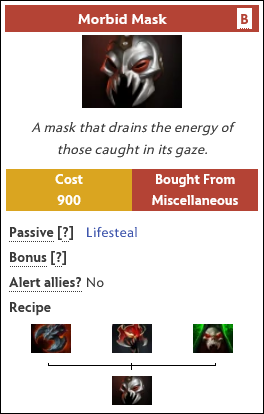 Morbid Mask B
A mask that drains the energy of
those caught in its gaze.
Cost Bought From
900 Miscellaneous
Passive [?] Lifesteal
Bonus [?]
Alert allies? No
Recipe